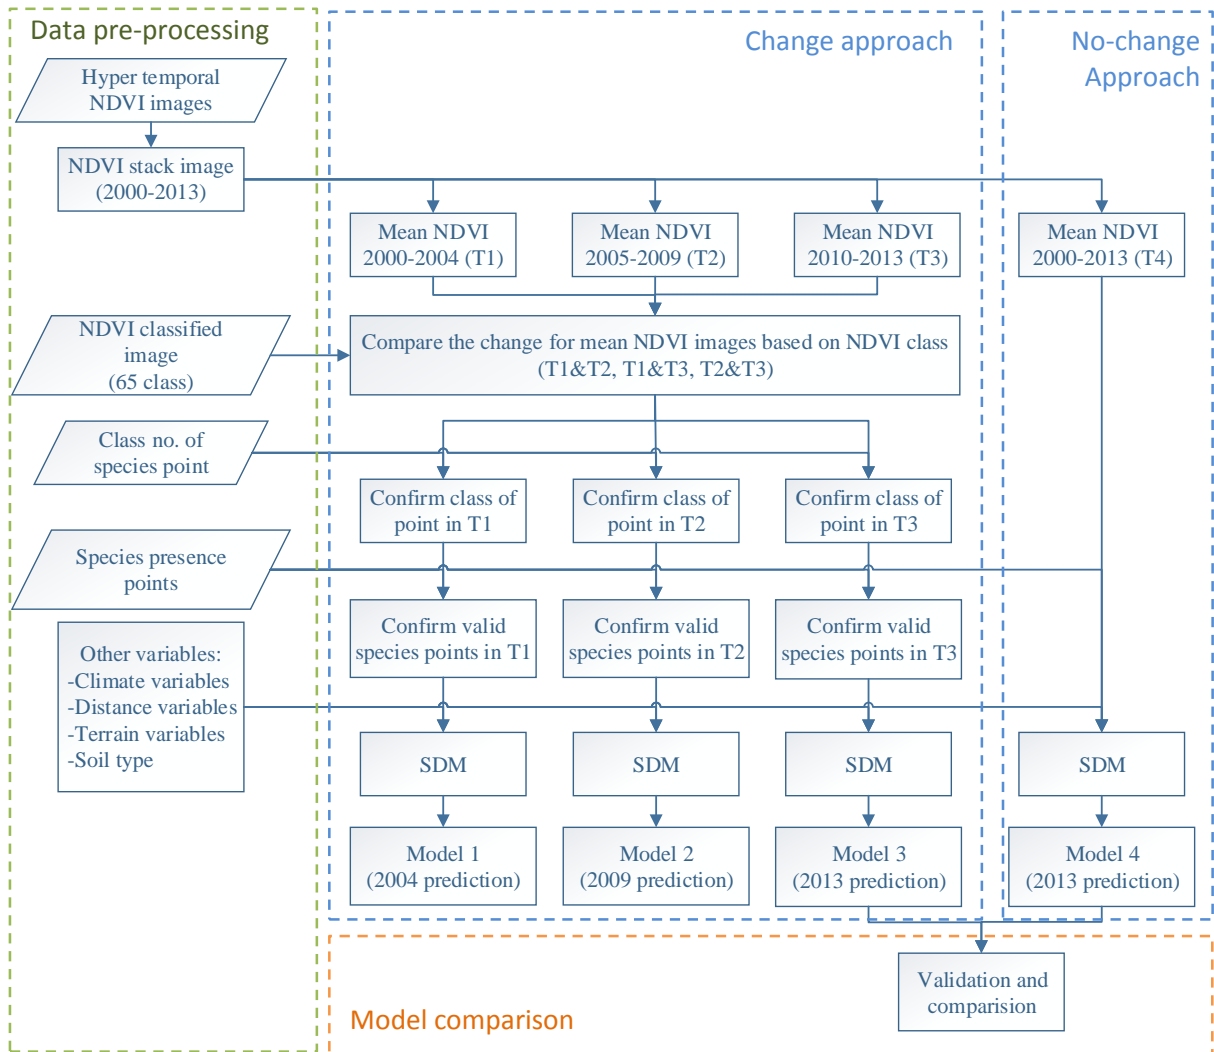 Data pre-processing
Change approach
No-change
Approach
Hyper temporal
NDVI images
NDVI stack image
(2000-2013)
Mean NDVI
2000-2004 (T1)
Mean NDVI
2005-2009 (T2)
Mean NDVI
2010-2013 (T3)
Mean NDVI
2000-2013 (T4)
NDVI classified
image
(65 class)
Compare the change for mean NDVI images based on NDVI class
(T1&T2, T1&T3, T2&T3)
Class no. of
species point
Confirm class of
point in T1
Confirm class of
point in T2
Confirm class of
point in T3
Species presence
points
Confirm valid
species points in T1
Confirm valid
species points in T2
Confirm valid
species points in T3
Other variables:
-Climate variables
-Distance variables
-Terrain variables
-Soil type
SDM
SDM
SDM
SDM
Model 1
(2004 prediction)
Model 2
(2009 prediction)
Model 3
(2013 prediction)
Model 4
(2013 prediction)
Validation and
comparision
Model comparison